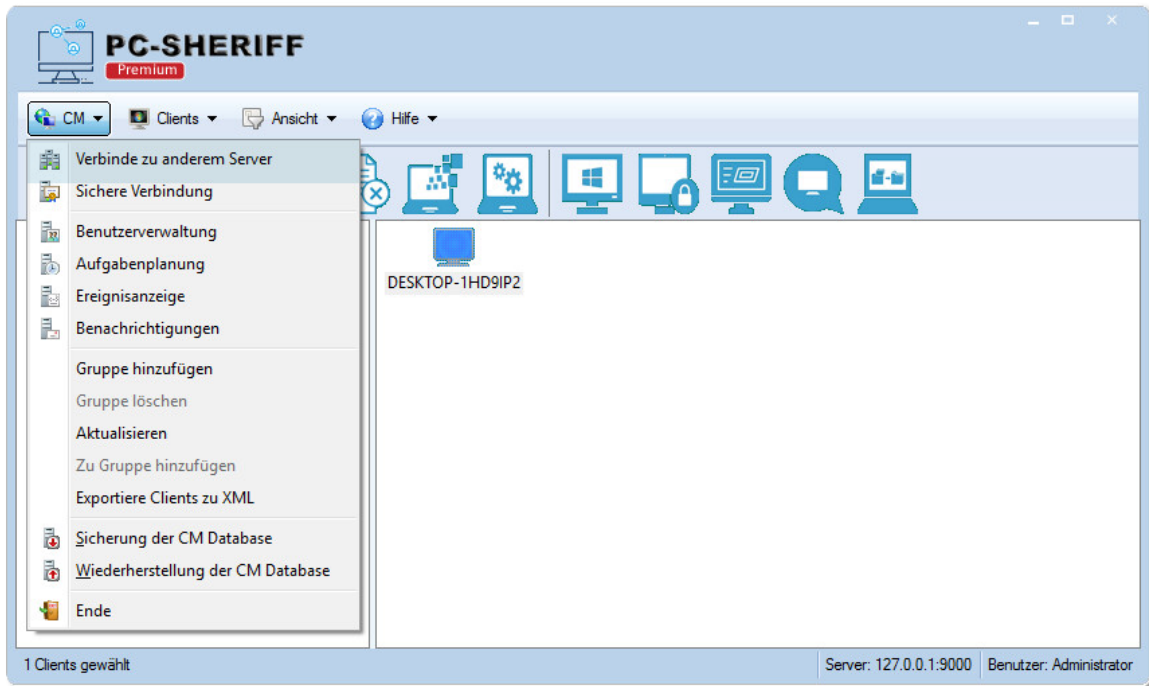 PC-SHERIFF
Premium
CM Clients Ansicht Hilfe
Verbinde zu anderem Server
Sichere Verbindung
Benutzerverwaltung
Aufgabenplanung
Ereignisanzeige
Benachrichtigungen
Gruppe hinzufügen
Gruppe löschen
Aktualisieren
Zu Gruppe hinzufügen
Exportiere Clients zu XML
Sicherung der CM Database
Wiederherstellung der CM Database
Ende
DESKTOP-1HD9IP2
1 Clients gewählt
Server: 127.0.0.1:9000 Benutzer: Administrator